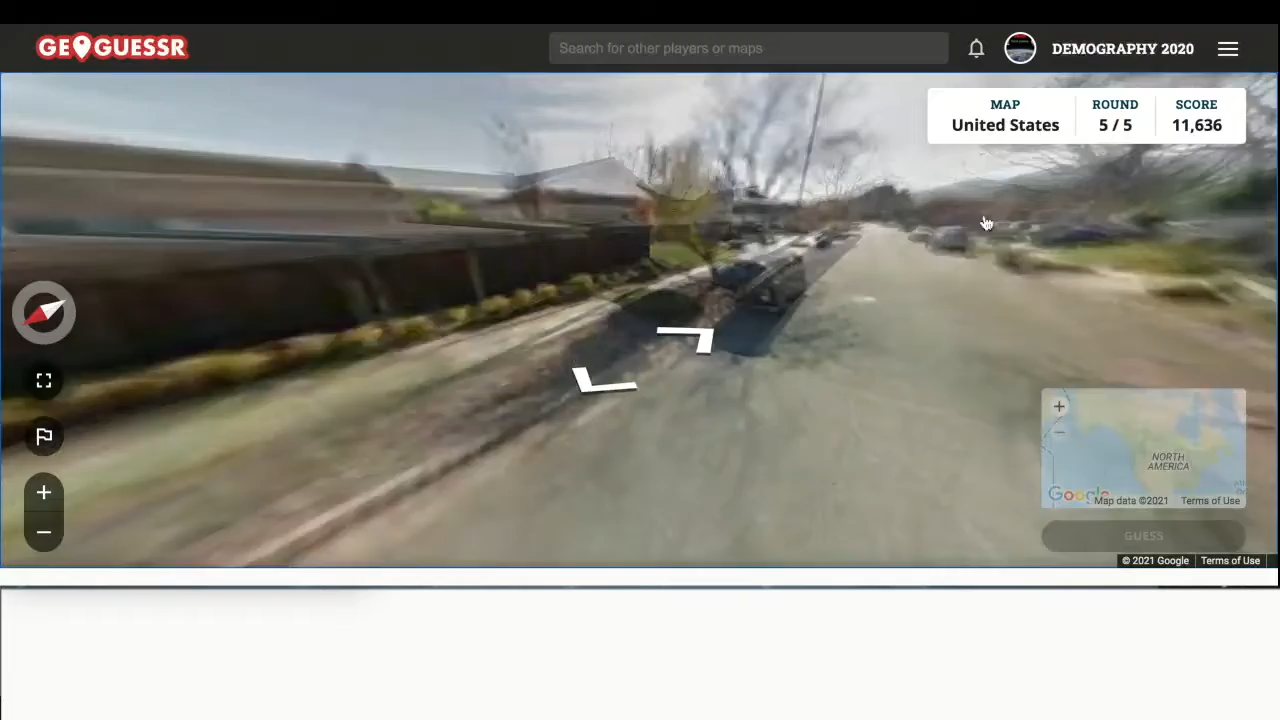 GEOGUESSR
Search for other players or maps
DEMOGRAPHY 2020
MAP
United States
ROUND
5 / 5
SCORE
11,636
NORTH
AMERICA
Google
Map data ©2021
Terms of Use
GUESS
© 2021 Google
Terms of Use